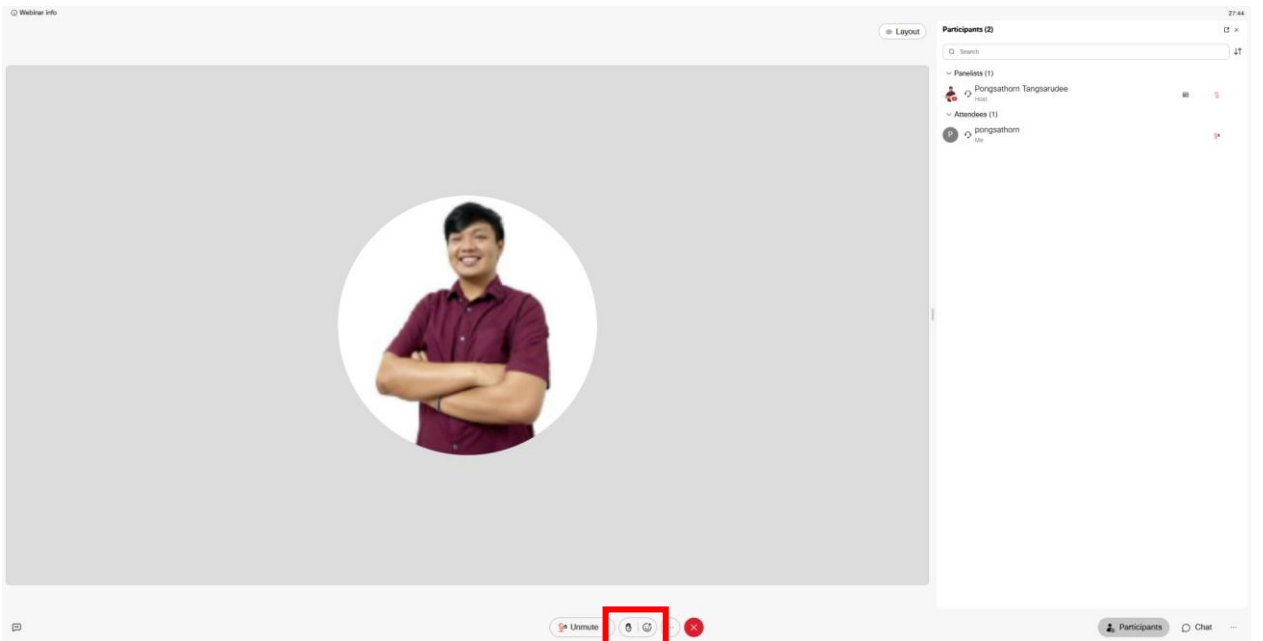 Webinar info
27:44
Layout
Participants (2)
Search
Panelists (1)
Pongsathorn Tangsarudee
Host
Attendees (1)
P pongsathorn
Me
Unmute
Participants
Chat